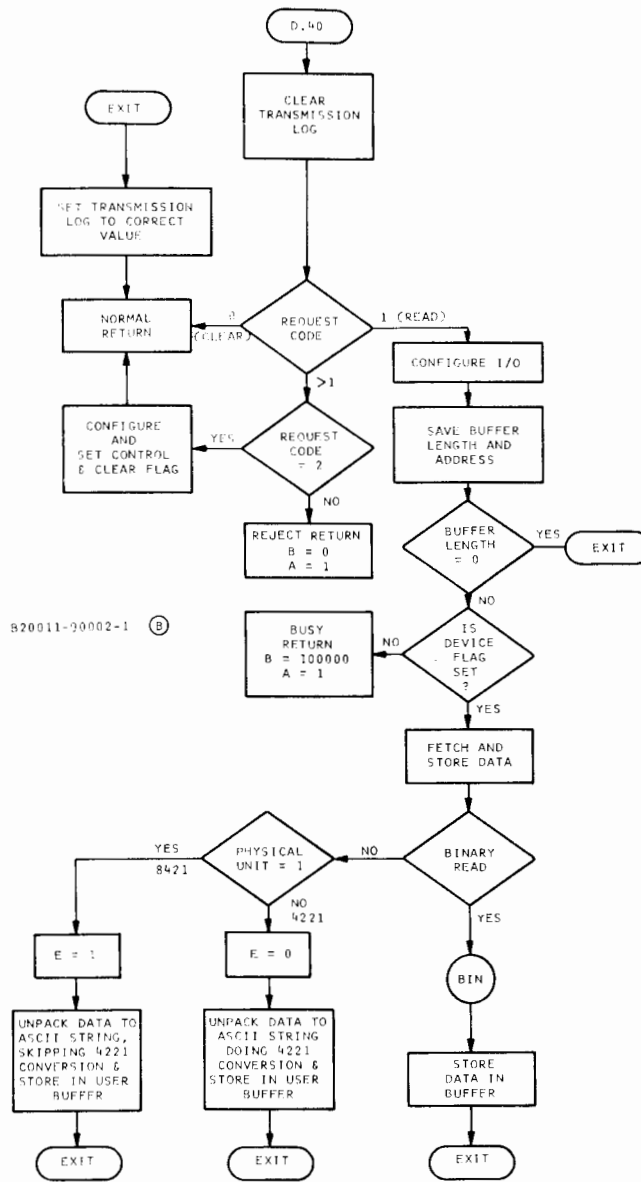 D.40
CLEAR
TRANSMISSION
LOG
EXIT
SET TRANSMISSION
LOG TO CORRECT
VALUE
NORMAL
RETURN
0
(CLEAR)
REQUEST
CODE
1 (READ)
CONFIGURE I/O
>1
CONFIGURE
AND
SET CONTROL
& CLEAR FLAG
YES
REQUEST
CODE
= 2
SAVE BUFFER
LENGTH AND
ADDRESS
NO
REJECT RETURN
B = 0
A = 1
BUFFER
LENGTH
= 0
YES
EXIT
NO
B20011-90002-1 B
BUSY
RETURN
B = 100000
A = 1
NO
IS
DEVICE
FLAG
SET
?
YES
FETCH AND
STORE DATA
YES
8421
PHYSICAL
UNIT = 1
NO
BINARY
READ
NO
4221
YES
E = 1
E = 0
BIN
UNPACK DATA TO
ASCII STRING,
SKIPPING 4221
CONVERSION &
STORE IN USER
BUFFER
UNPACK DATA TO
ASCII STRING
DOING 4221
CONVERSION &
STORE IN USER
BUFFER
STORE
DATA IN
BUFFER
EXIT
EXIT
EXIT